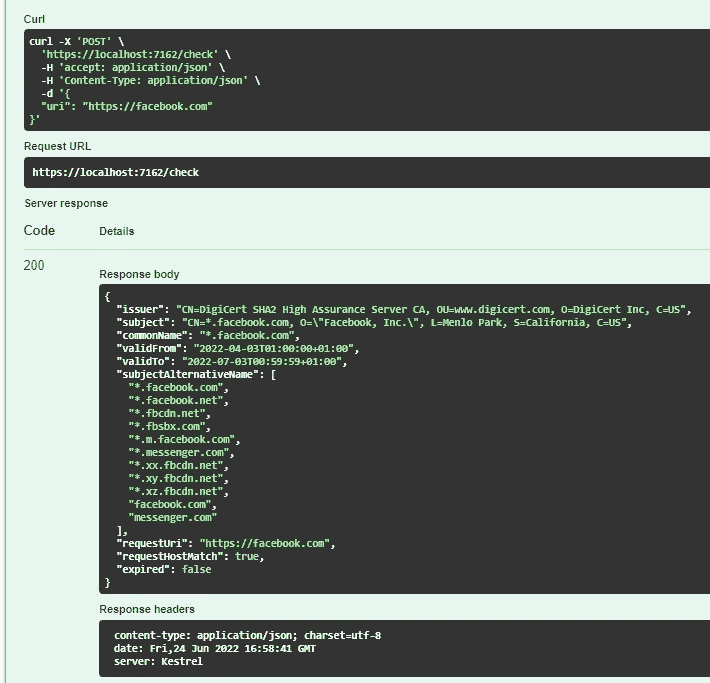 Curl
curl -X 'POST' \
'https://localhost:7162/check' \
-H 'accept: application/json' \
-H 'Content-Type: application/json' \
-d '{
"uri": "https://facebook.com"
}'
Request URL
https://localhost:7162/check
Server response
Code Details
200
Response body
{
"issuer": "CN=DigiCert SHA2 High Assurance Server CA, OU=www.digicert.com, O=DigiCert Inc, C=US",
"subject": "CN=*.facebook.com, O=\"Facebook, Inc.\", L=Menlo Park, S=California, C=US",
"commonName": "*.facebook.com",
"validFrom": "2022-04-03T01:00:00+01:00",
"validTo": "2022-07-03T00:59:59+01:00",
"subjectAlternativeName": [
"*.facebook.com",
"*.facebook.net",
"*.fbcdn.net",
"*.fbsbx.com",
"*.m.facebook.com",
"*.messenger.com",
"*.xx.fbcdn.net",
"*.xy.fbcdn.net",
"*.xz.fbcdn.net",
"facebook.com",
"messenger.com"
],
"requestUri": "https://facebook.com",
"requestHostMatch": true,
"expired": false
}
Response headers
content-type: application/json; charset=utf-8
date: Fri,24 Jun 2022 16:58:41 GMT
server: Kestrel